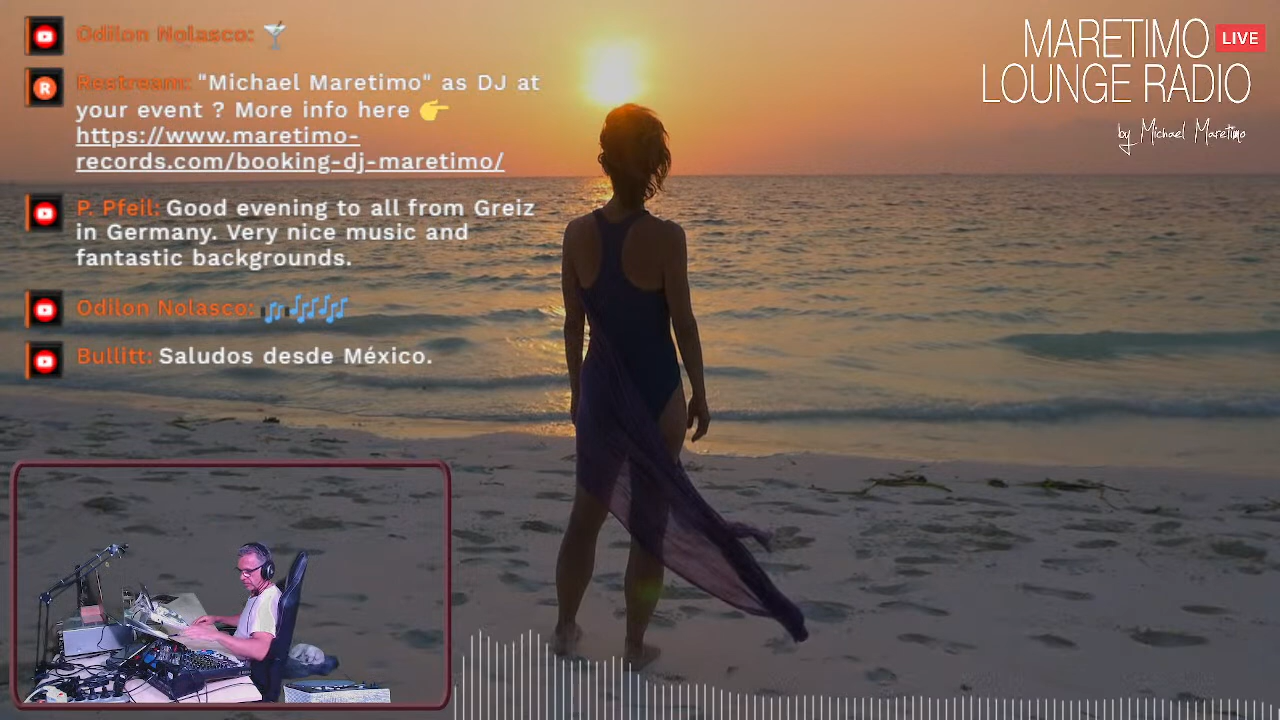 Odilon Nolasco: 🍸
Restream: "Michael Maretimo" as DJ at
your event ? More info here 👉
https://www.maretimo-
records.com/booking-dj-maretimo/
P. Pfeil: Good evening to all from Greiz
in Germany. Very nice music and
fantastic backgrounds.
Odilon Nolasco: 🎶🎶🎶
Bullitt: Saludos desde México.
MARETIMO LIVE
LOUNGE RADIO
by Michael Maretimo
R